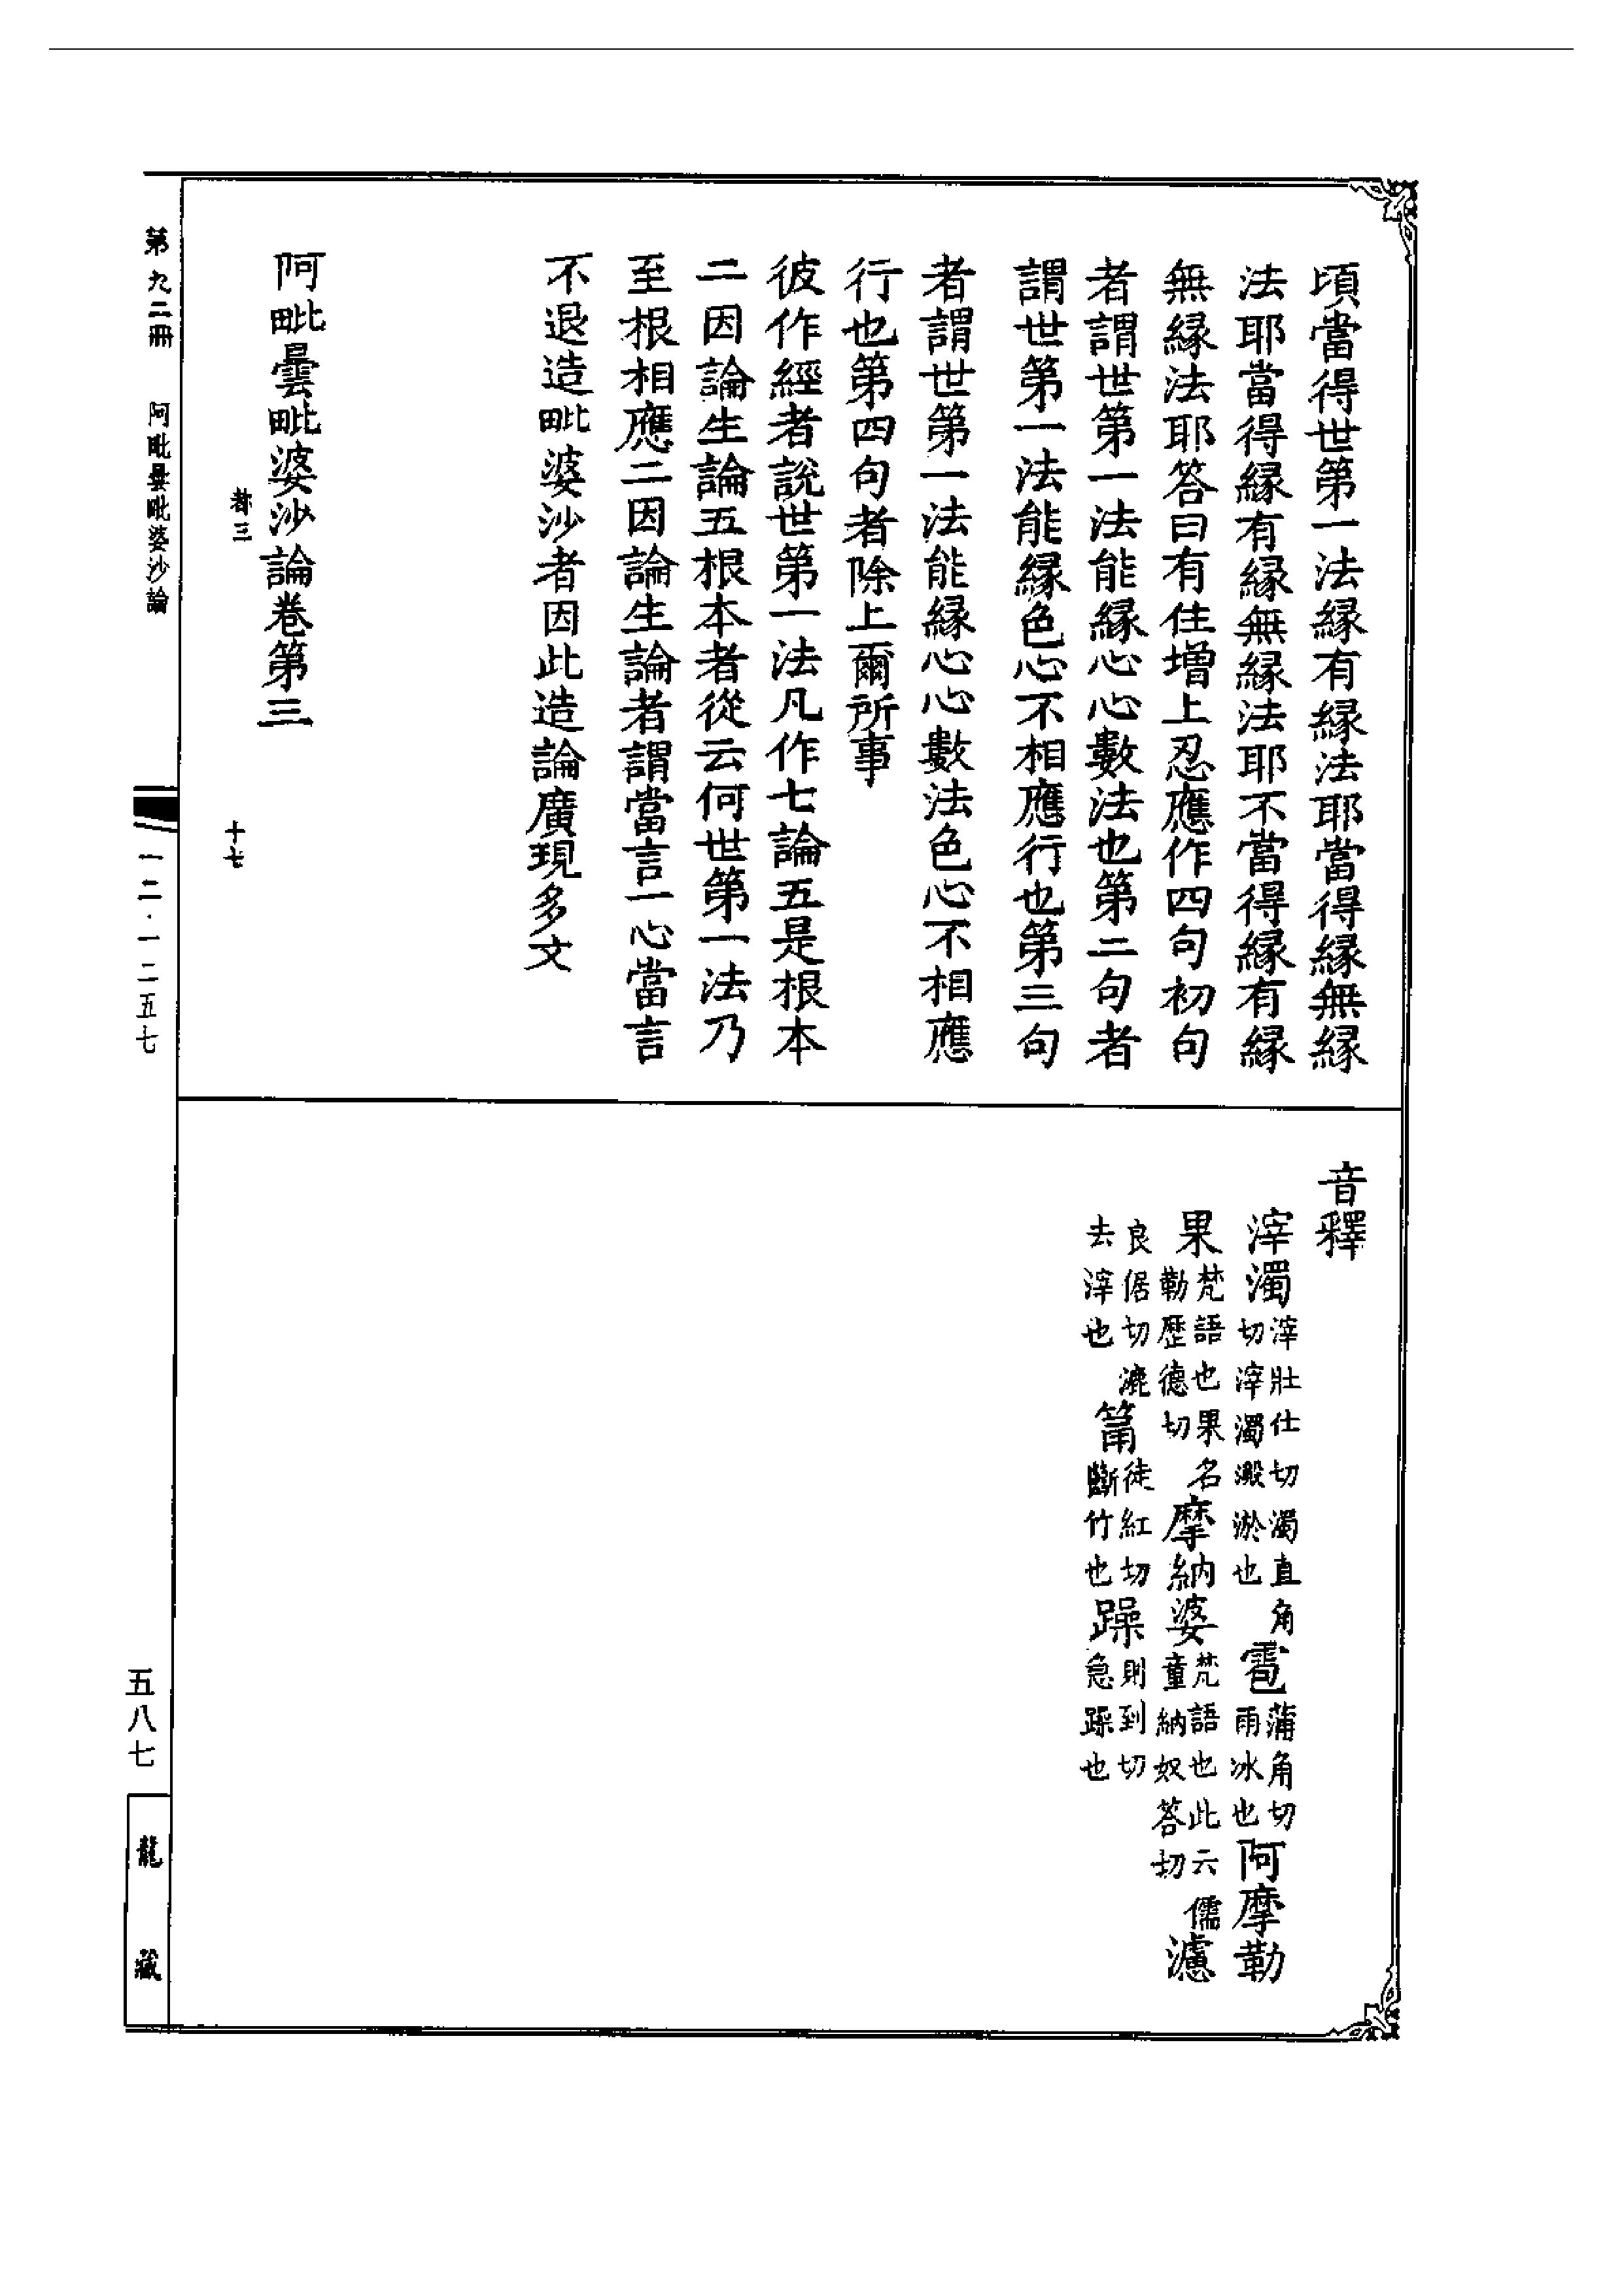 頃當得世第一法緣有緣法耶當得緣無緣
法耶當得緣有緣無緣法耶不當得緣有緣
無緣法耶答曰有住增上忍應作四句初句
者謂世第一法能緣心心數法也第二句者
謂世第一法能緣色心不相應行也第三句
者謂世第一法能緣心心數法色心不相應
行也第四句者除上爾所事
彼作經者說世第一法凡作七論五是根本
二因論生論五根本者從云何世第一法乃
至根相應二因論生論者謂當言一心當言
不退造毗婆沙者因此造論廣現多文
阿毗曇毗婆沙論卷第三
都三 十七
音釋
滓濁滓壯仕切濁直角切滓濁澱淤也 雹蒲角切雨冰也 阿摩勒
果梵語也果名勒歷德切 摩納婆梵語也此云儒童納奴答切 濾
良倨切漉去滓也 筩徒紅切斷竹也 躁則到切急躁也
第九二冊 阿毗曇毗婆沙論 一二·一二五七 五八七 龍藏